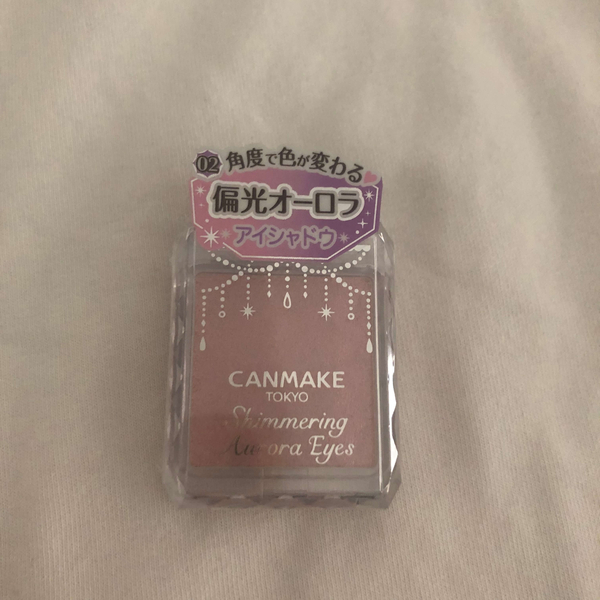 02 角度で色が変わる
偏光オーロラ
アイシャドウ
CANMAKE
TOKYO
Shimmering
Aurora Eyes